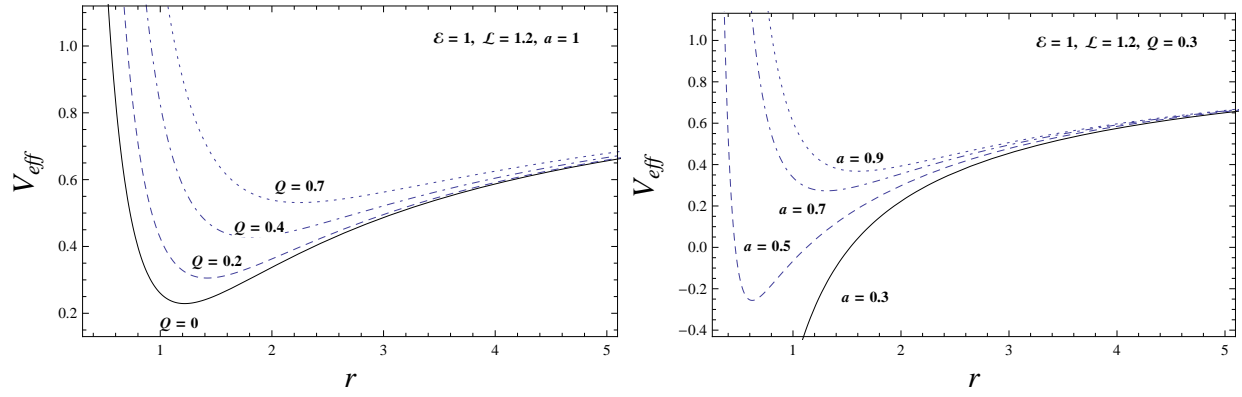 ℰ = 1, ℒ = 1.2, a = 1
1.0
0.8
0.6
0.4
0.2
V_eff
Q = 0.7
Q = 0.4
Q = 0.2
Q = 0
1 2 3 4 5
r
ℰ = 1, ℒ = 1.2, Q = 0.3
1.0
0.8
0.6
0.4
0.2
0.0
−0.2
−0.4
V_eff
a = 0.9
a = 0.7
a = 0.5
a = 0.3
1 2 3 4 5
r